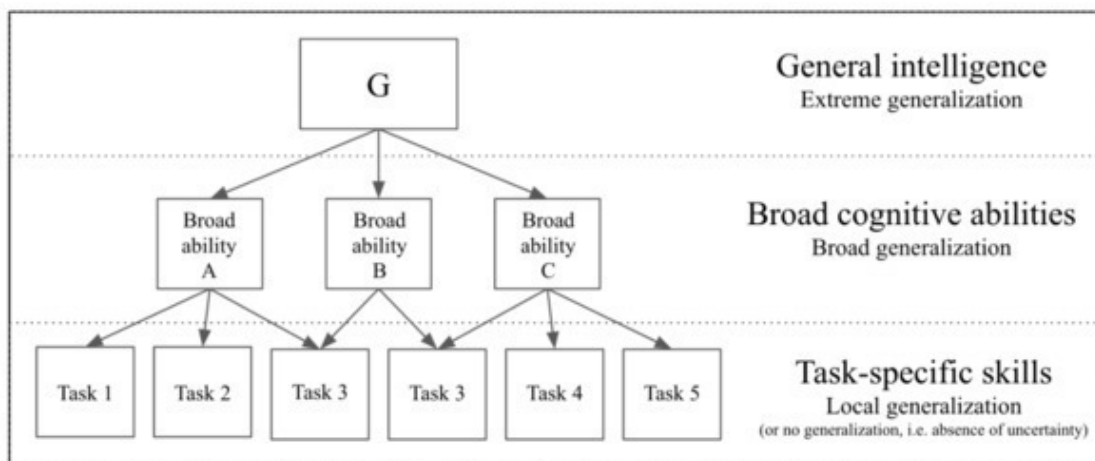 G
General intelligence
Extreme generalization
Broad
ability
A
Broad
ability
B
Broad
ability
C
Broad cognitive abilities
Broad generalization
Task 1
Task 2
Task 3
Task 3
Task 4
Task 5
Task-specific skills
Local generalization
(or no generalization, i.e. absence of uncertainty)